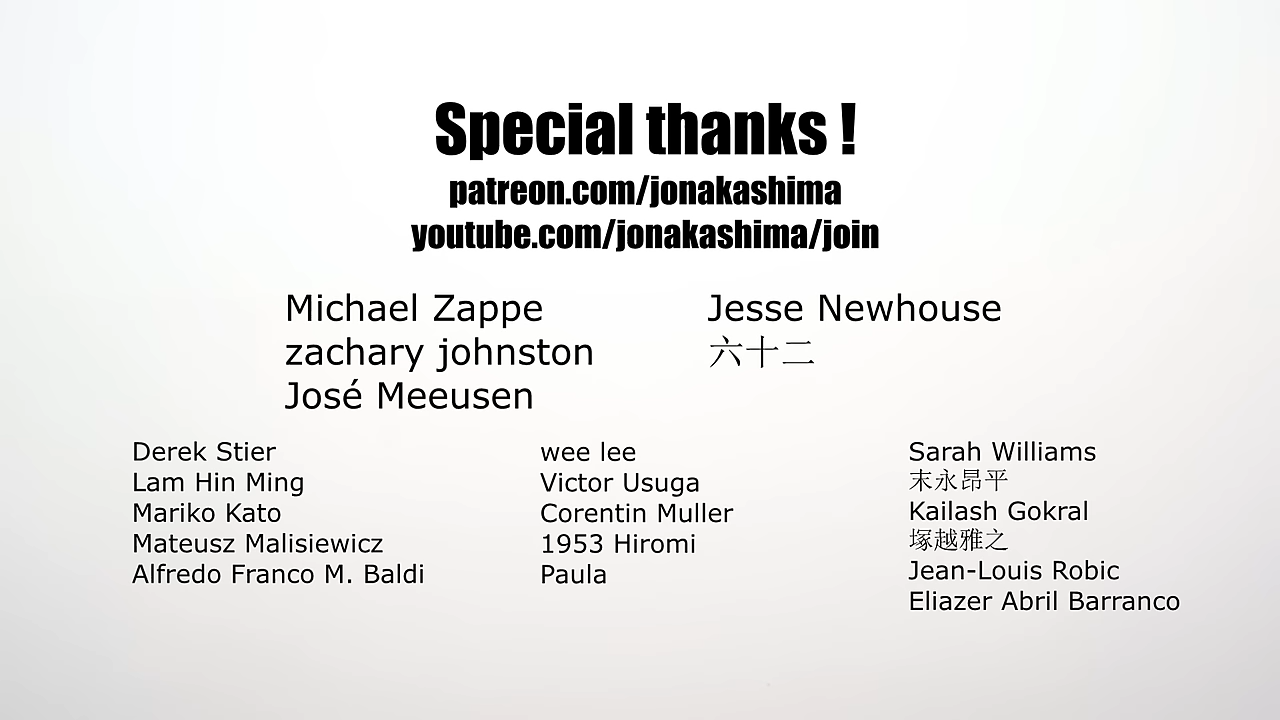 Special thanks !
patreon.com/jonakashima
youtube.com/jonakashima/join
Michael Zappe
zachary johnston
José Meeusen
Jesse Newhouse
六十二
Derek Stier
Lam Hin Ming
Mariko Kato
Mateusz Malisiewicz
Alfredo Franco M. Baldi
wee lee
Victor Usuga
Corentin Muller
1953 Hiromi
Paula
Sarah Williams
末永昂平
Kailash Gokral
塚越雅之
Jean-Louis Robic
Eliazer Abril Barranco